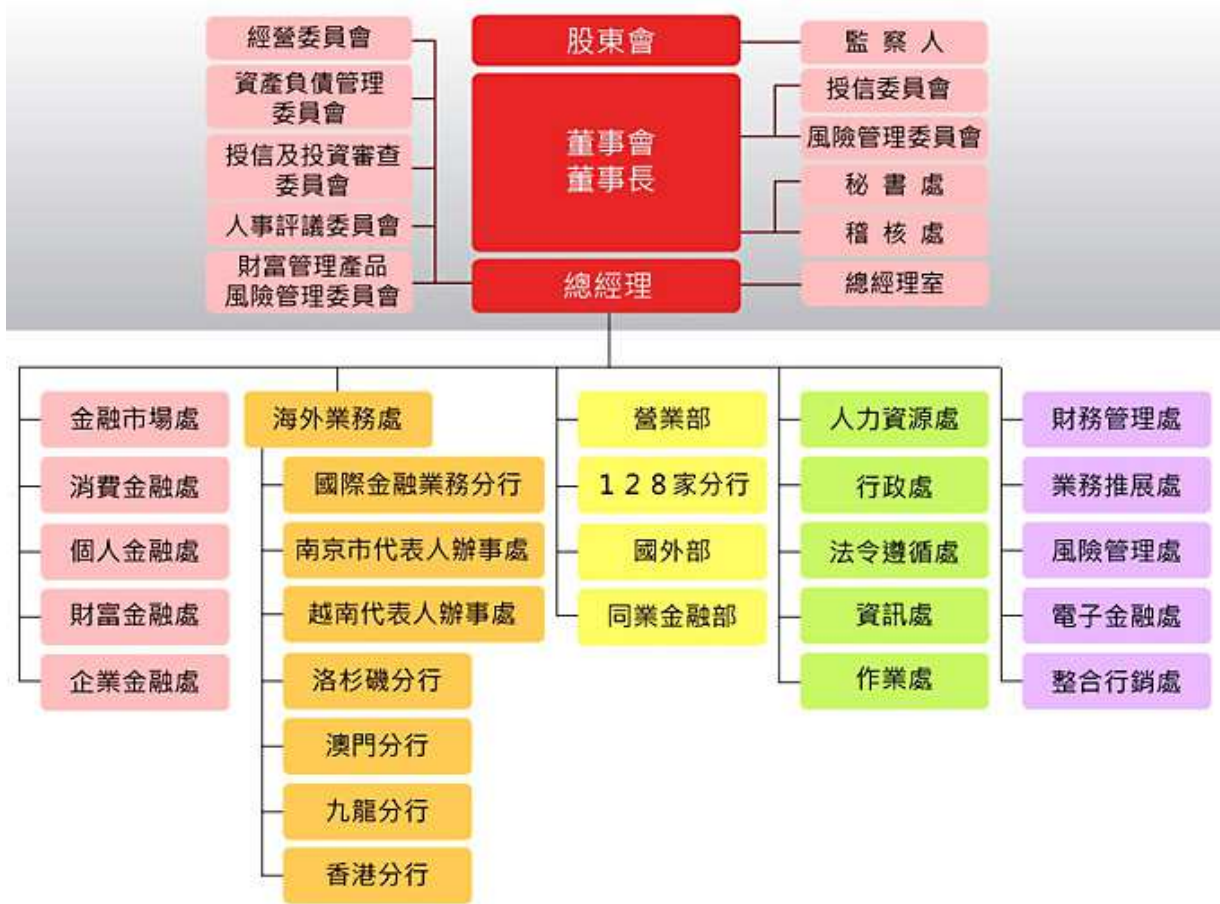 經營委員會
資產負債管理
委員會
授信及投資審查
委員會
人事評議委員會
財富管理產品
風險管理委員會
股東會
董事會
董事長
總經理
監察人
授信委員會
風險管理委員會
秘書處
稽核處
總經理室
金融市場處
消費金融處
個人金融處
財富金融處
企業金融處
海外業務處
國際金融業務分行
南京市代表人辦事處
越南代表人辦事處
洛杉磯分行
澳門分行
九龍分行
香港分行
營業部
128家分行
國外部
同業金融部
人力資源處
行政處
法令遵循處
資訊處
作業處
財務管理處
業務推展處
風險管理處
電子金融處
整合行銷處